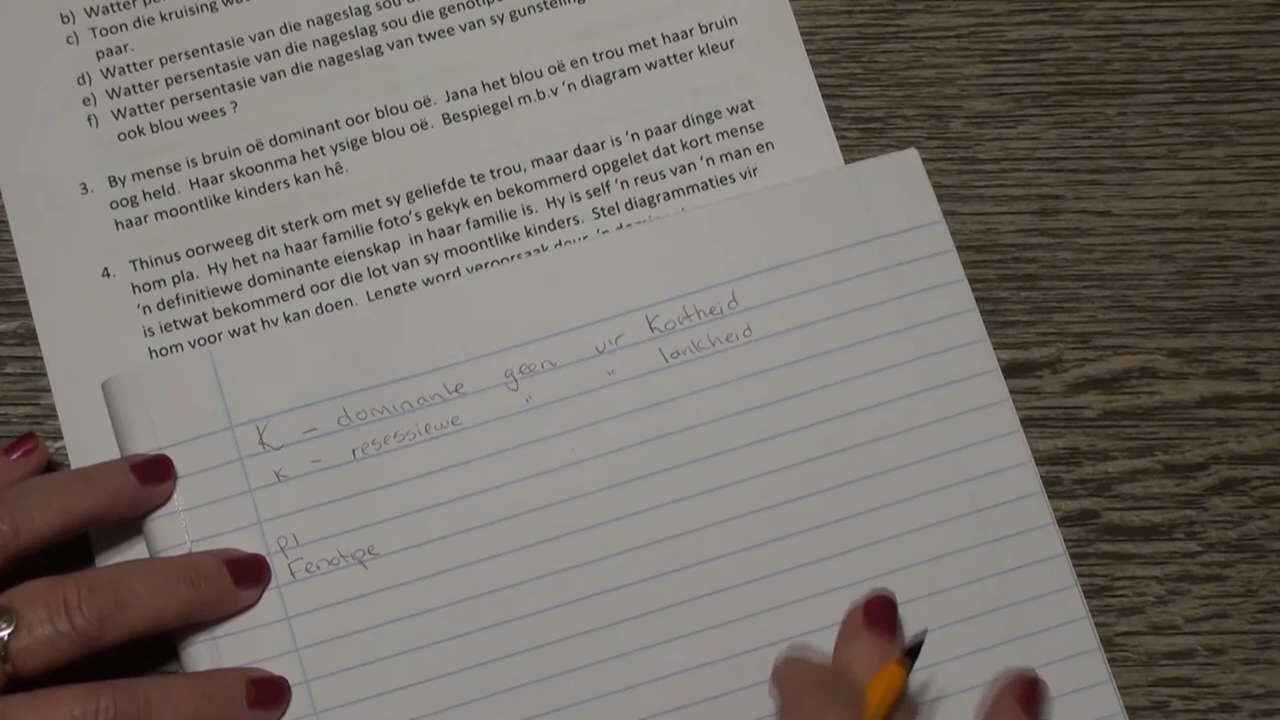 b) Watter
c) Toon die kruising
paar.
d) Watter persentasie van die nageslag sou
e) Watter persentasie van die nageslag sou die
f) Watter persentasie van die nageslag van twee van sy
ook blou wees ?
3. By mense is bruin oë dominant oor blou oë. Jana het blou oë en trou met haar bruin
oog held. Haar skoonma het ysige blou oë. Bespiegel m.b.v 'n diagram watter kleur
haar moontlike kinders kan hê.
4. Thinus oorweeg dit sterk om met sy geliefde te trou, maar daar is 'n paar dinge wat
hom pla. Hy het na haar familie foto's gekyk en bekommerd opgelet dat kort mense
'n definitiewe dominante eienskap in haar familie is. Hy is self 'n reus van 'n man en
is ietwat bekommerd oor die lot van sy moontlike kinders. Stel diagrammaties vir
hom voor wat hy kan doen. Lengte word veroorsaak deur 'n
K - dominante geen vir Kortheid
k - resessiewe " " lankheid
P1
Fenotipe